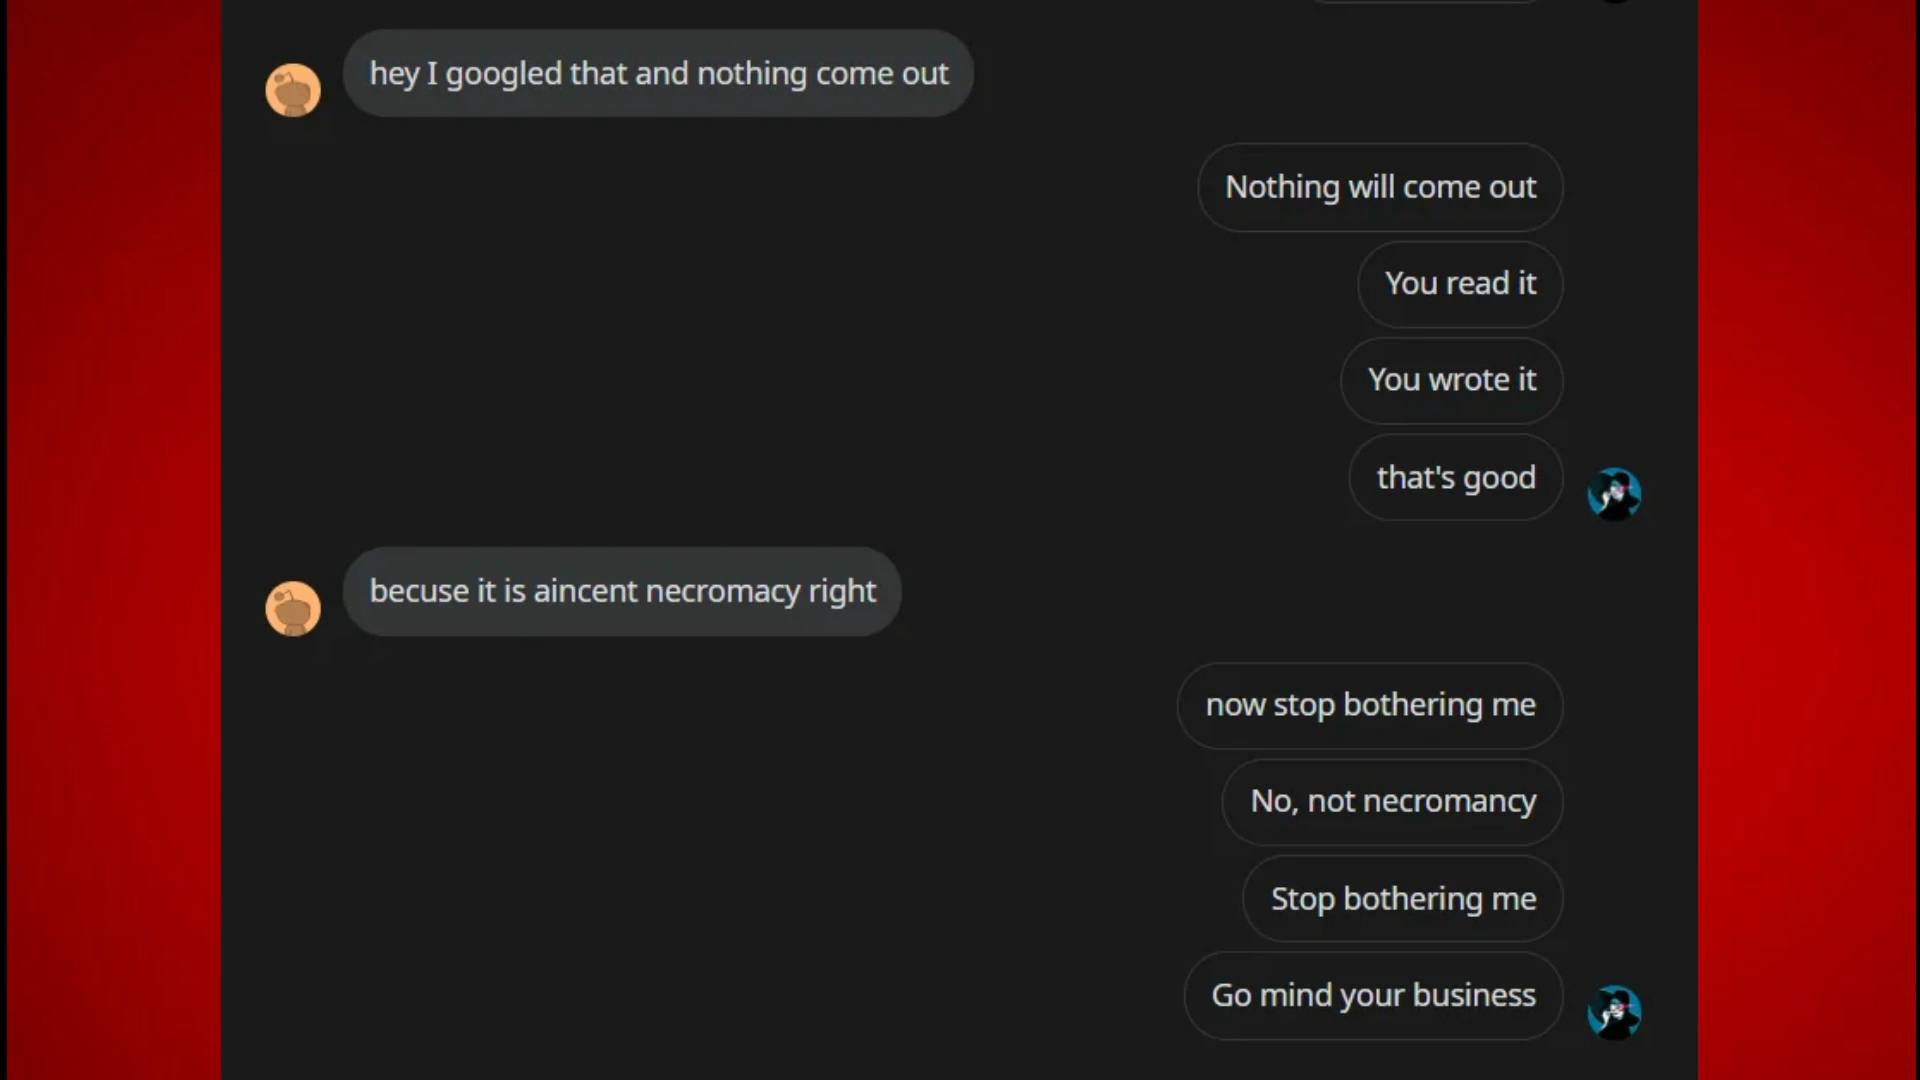 hey I googled that and nothing come out
Nothing will come out
You read it
You wrote it
that's good
becuse it is aincent necromacy right
now stop bothering me
No, not necromancy
Stop bothering me
Go mind your business